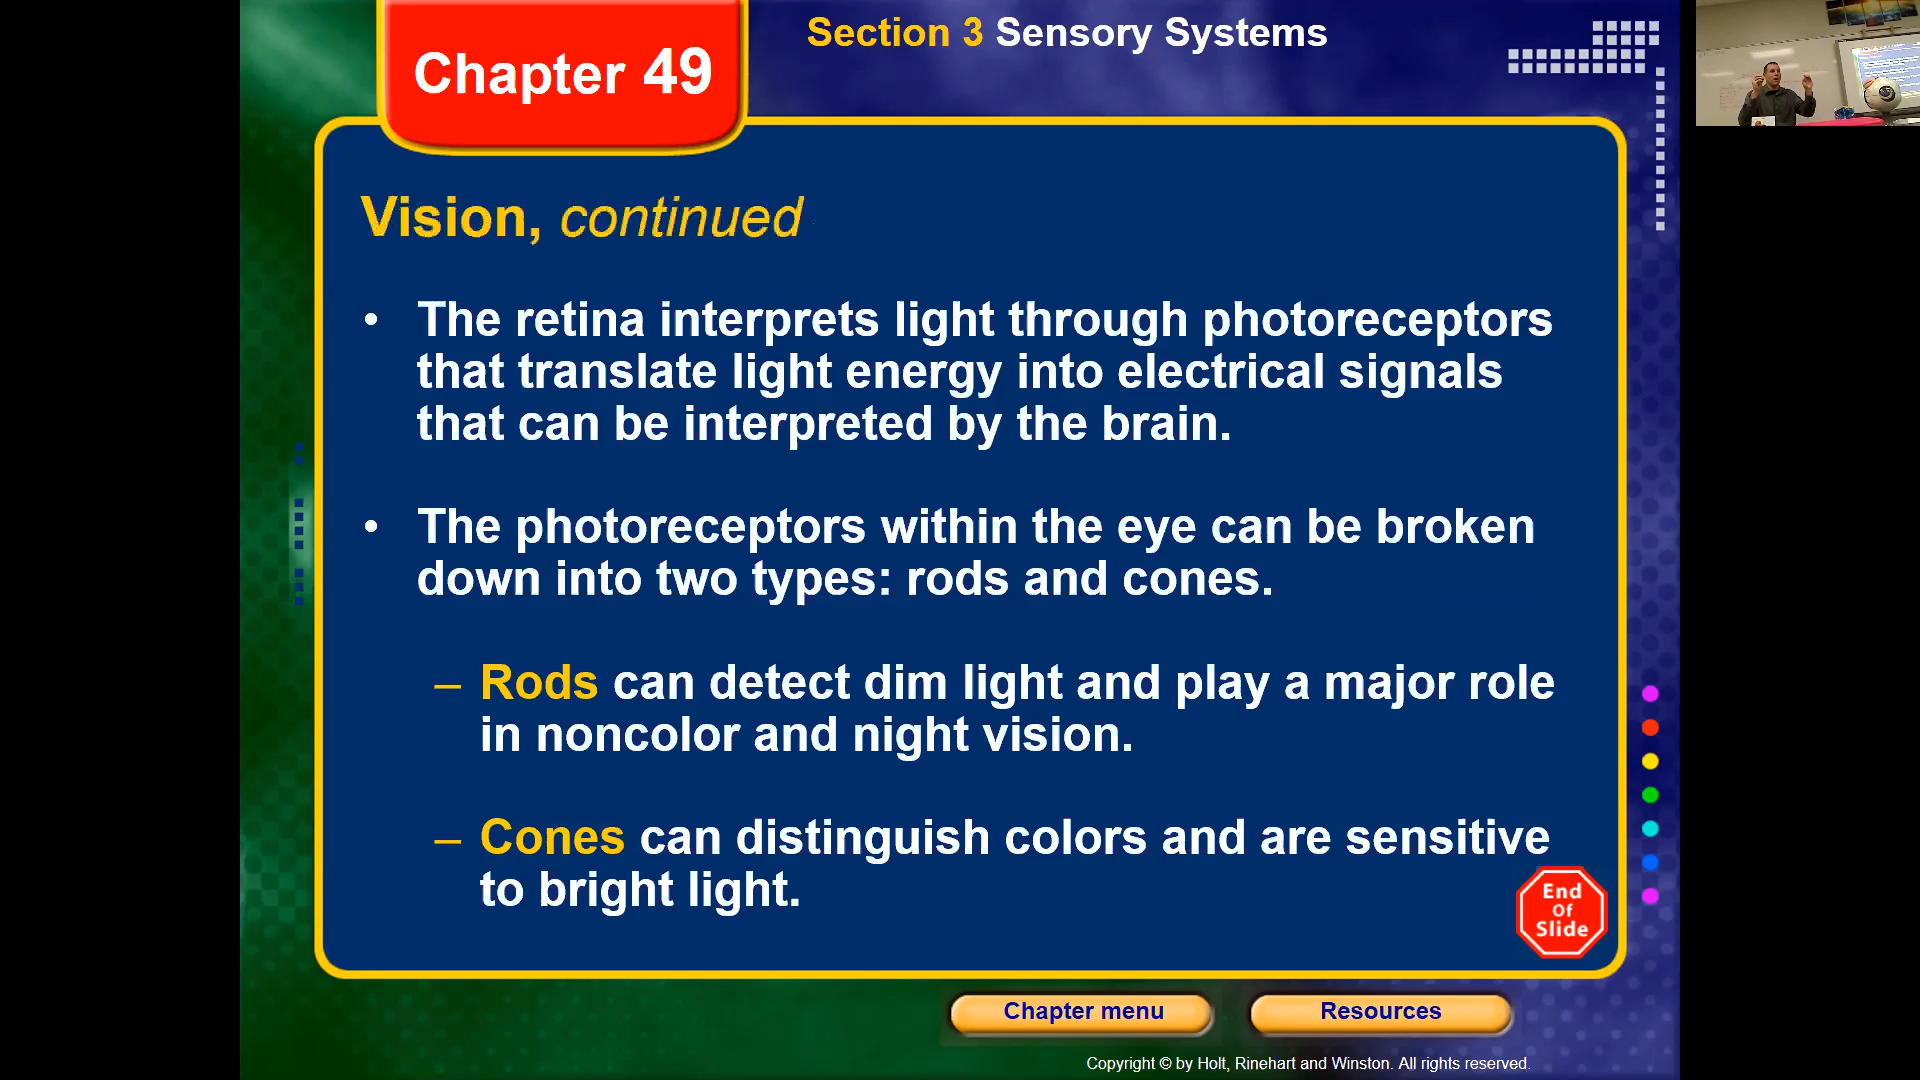 Section 3 Sensory Systems
Chapter 49
Vision, continued
• The retina interprets light through photoreceptors
that translate light energy into electrical signals
that can be interpreted by the brain.
• The photoreceptors within the eye can be broken
down into two types: rods and cones.
– Rods can detect dim light and play a major role
in noncolor and night vision.
– Cones can distinguish colors and are sensitive
to bright light.
End
Of
Slide
Chapter menu
Resources
Copyright © by Holt, Rinehart and Winston. All rights reserved.